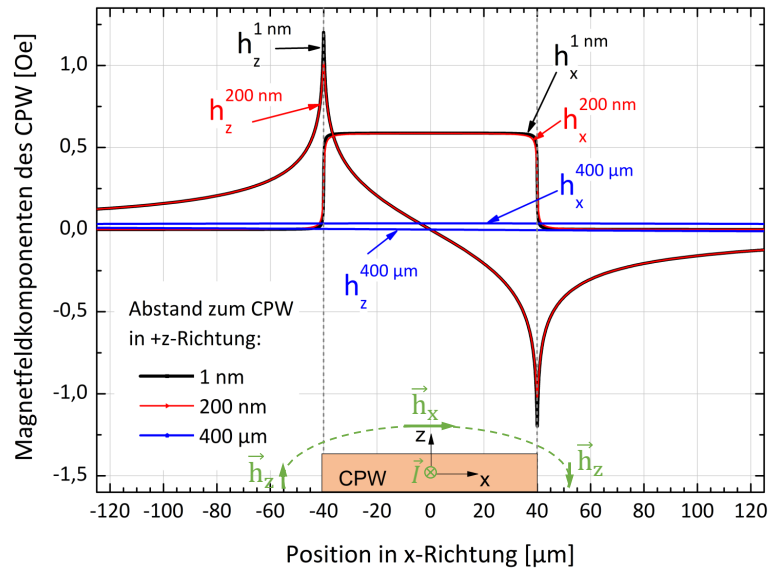 Magnetfeldkomponenten des CPW [Oe]
1,0
0,5
0,0
-0,5
-1,0
-1,5
h_z^1 nm
h_z^200 nm
h_x^1 nm
h_x^200 nm
h_x^400 µm
h_z^400 µm
Abstand zum CPW
in +z-Richtung:
1 nm
200 nm
400 µm
h_x
z
h_z
h_z
CPW
I
x
-120 -100 -80 -60 -40 -20 0 20 40 60 80 100 120
Position in x-Richtung [µm]